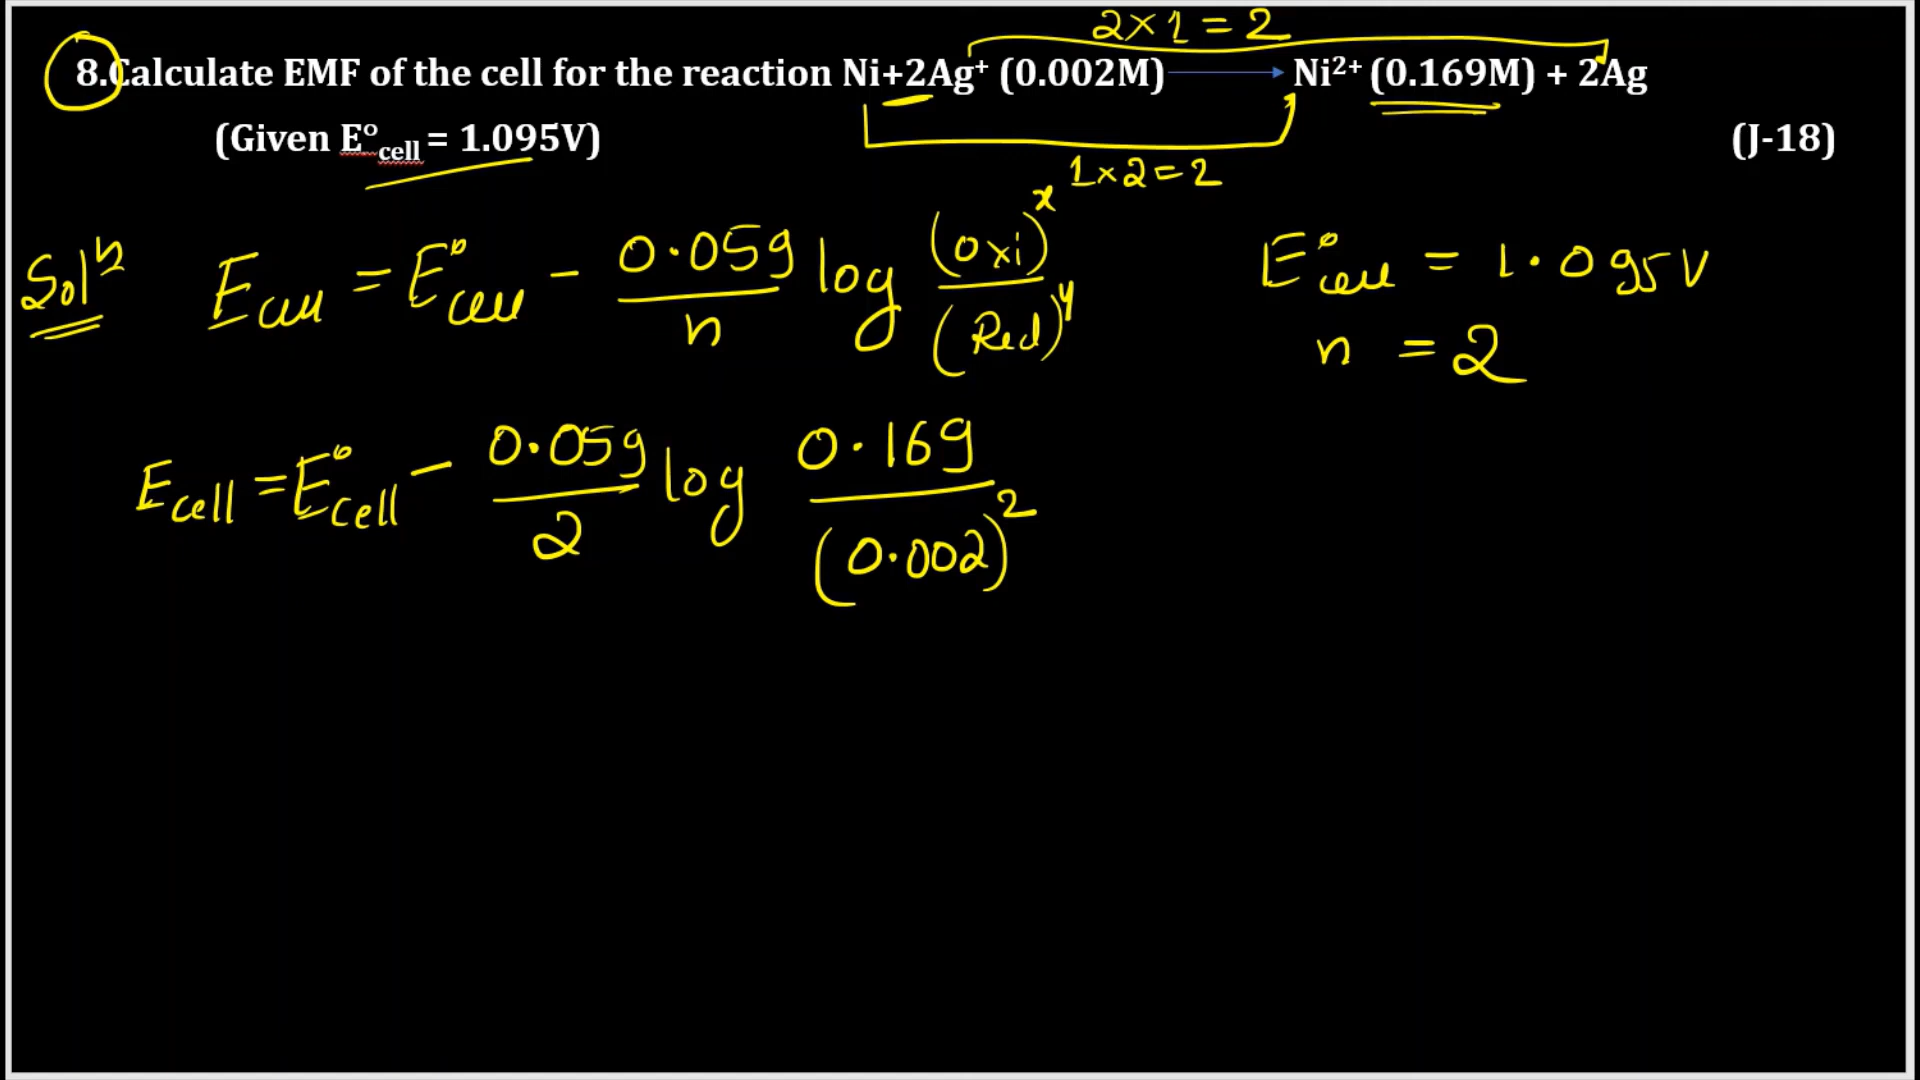 2×1=2
8.Calculate EMF of the cell for the reaction Ni+2Ag⁺ (0.002M) ⟶ Ni²⁺ (0.169M) + 2Ag
(Given E°cell = 1.095V) (J-18)
1×2=2
Solⁿ Ecell = E°cell - 0.059/n log (oxi)ˣ/(Red)ʸ E°cell = 1.095V
n = 2
Ecell = E°cell - 0.059/2 log 0.169/(0.002)²